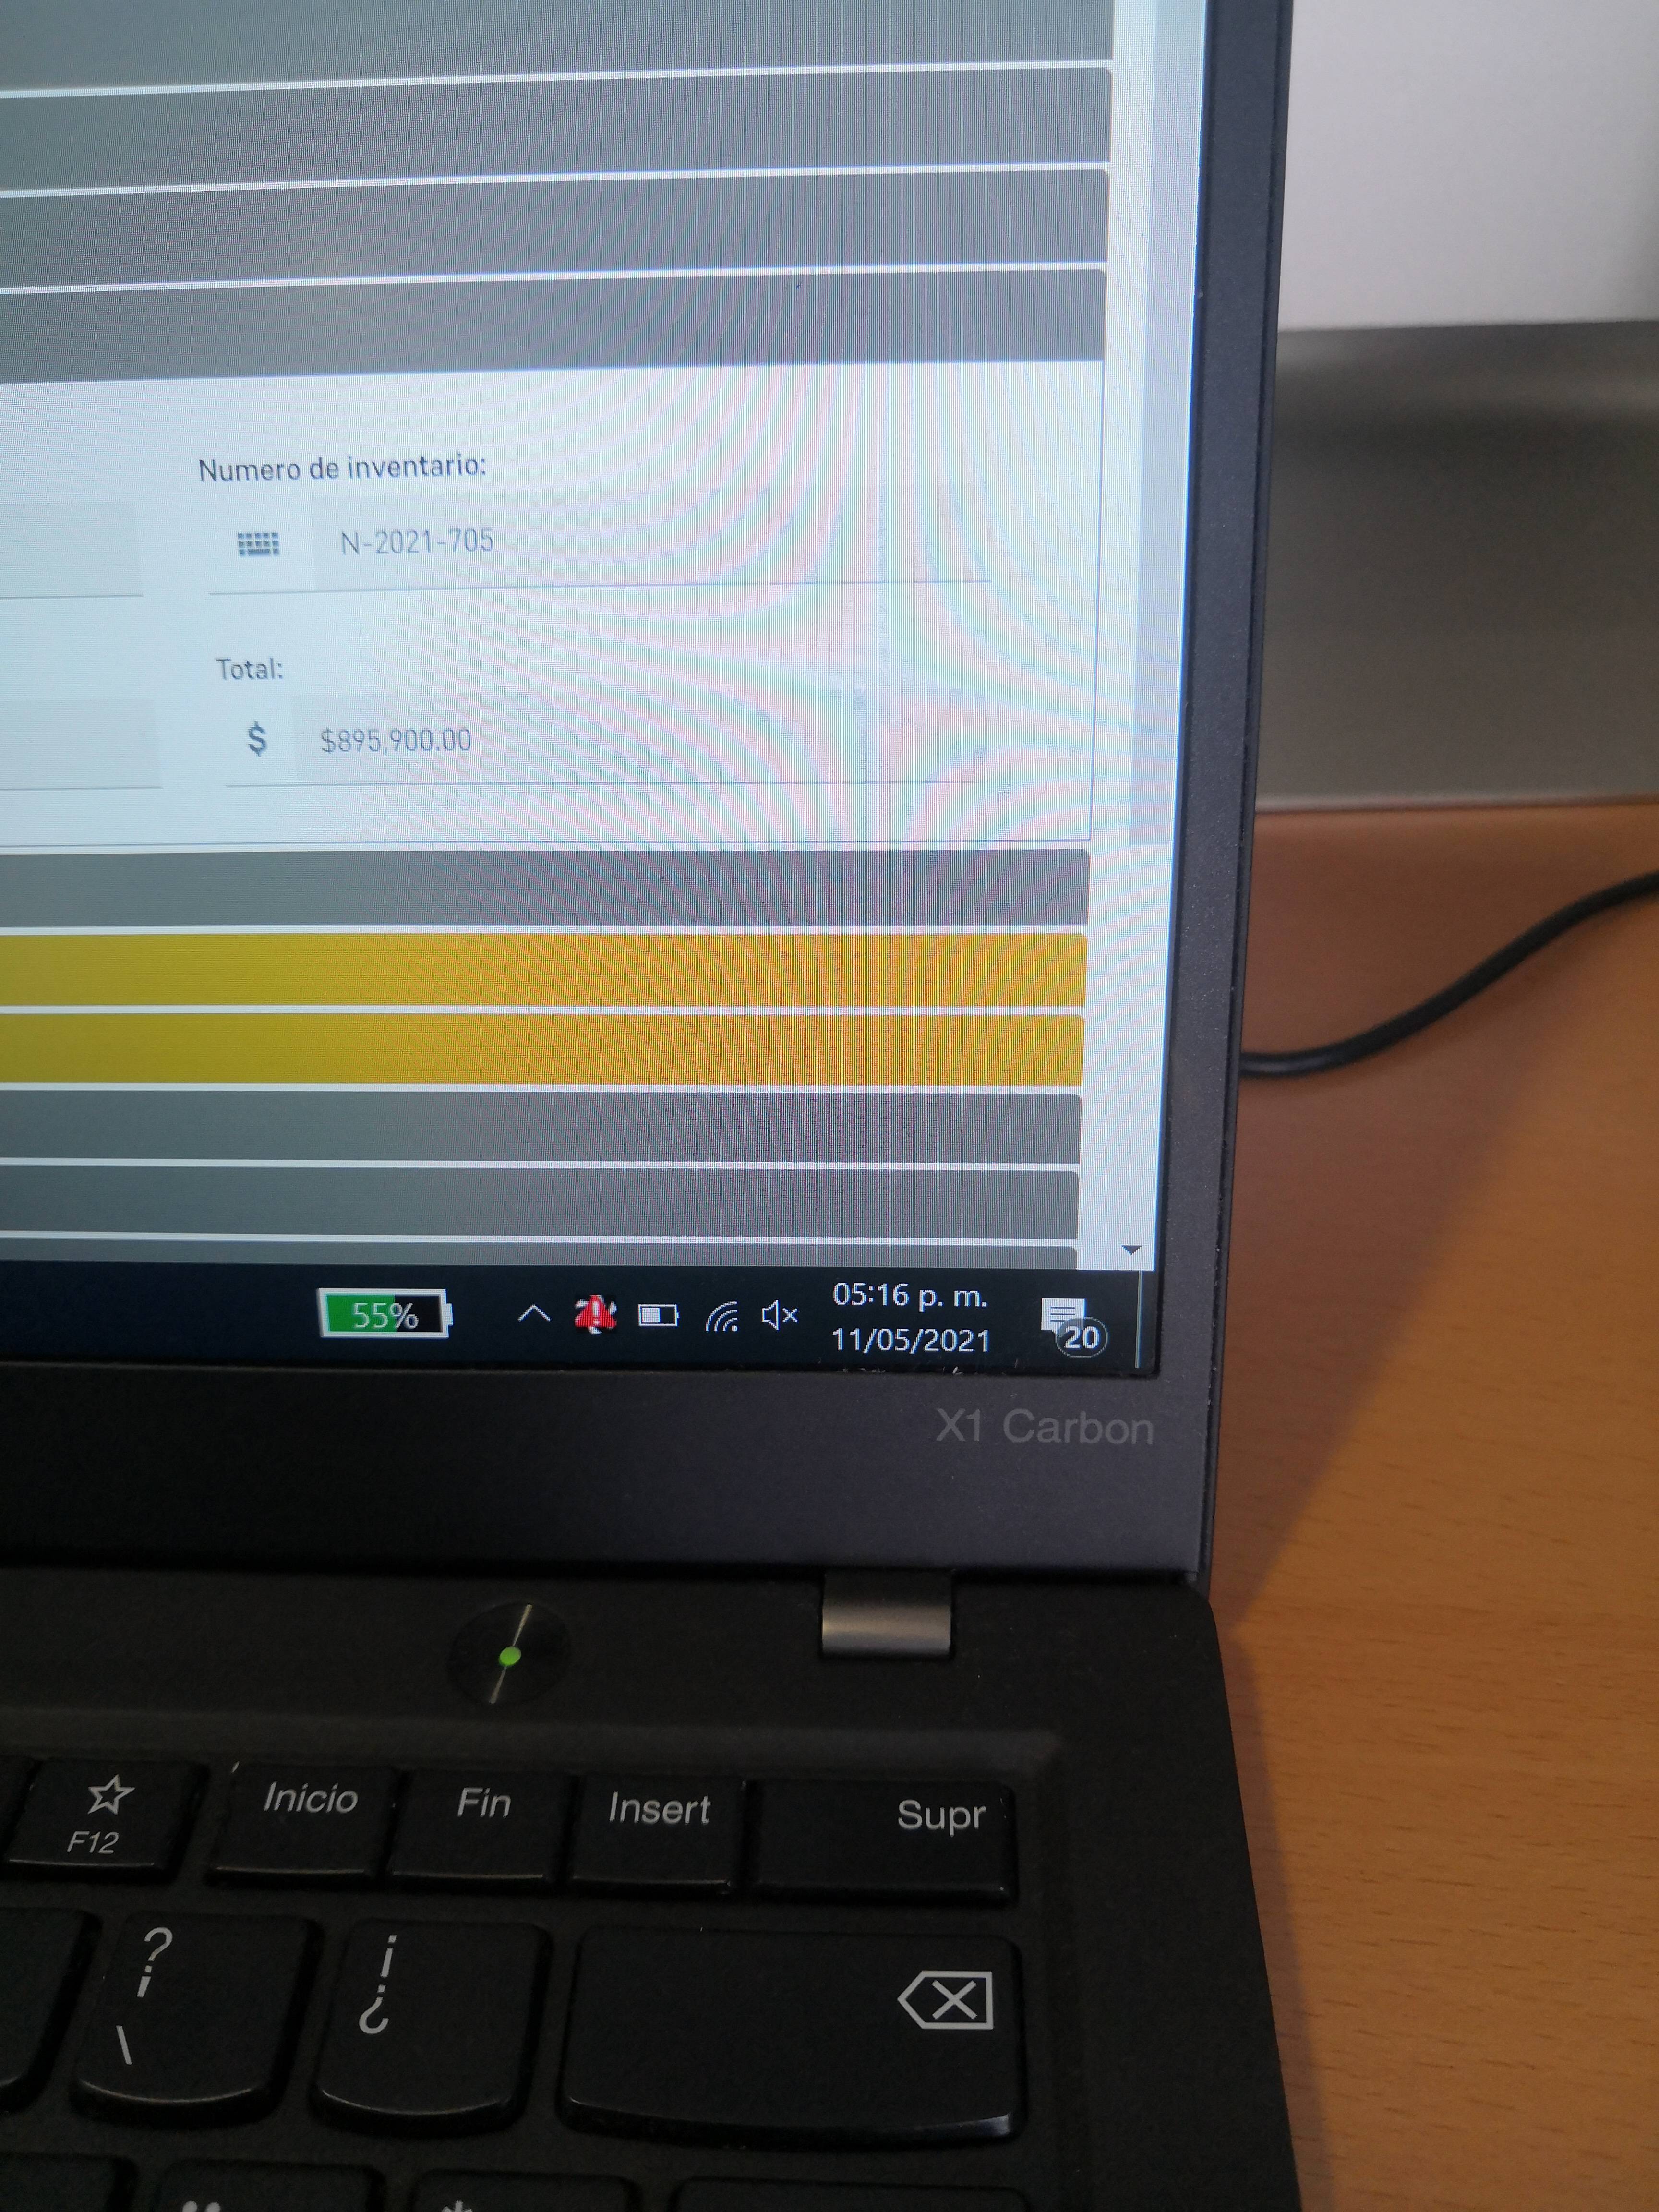 Numero de inventario:
N-2021-705
Total:
$ $895,900.00
55%
05:16 p. m.
11/05/2021
20
X1 Carbon
F12
Inicio
Fin
Insert
Supr
?
'
\
¡
¿